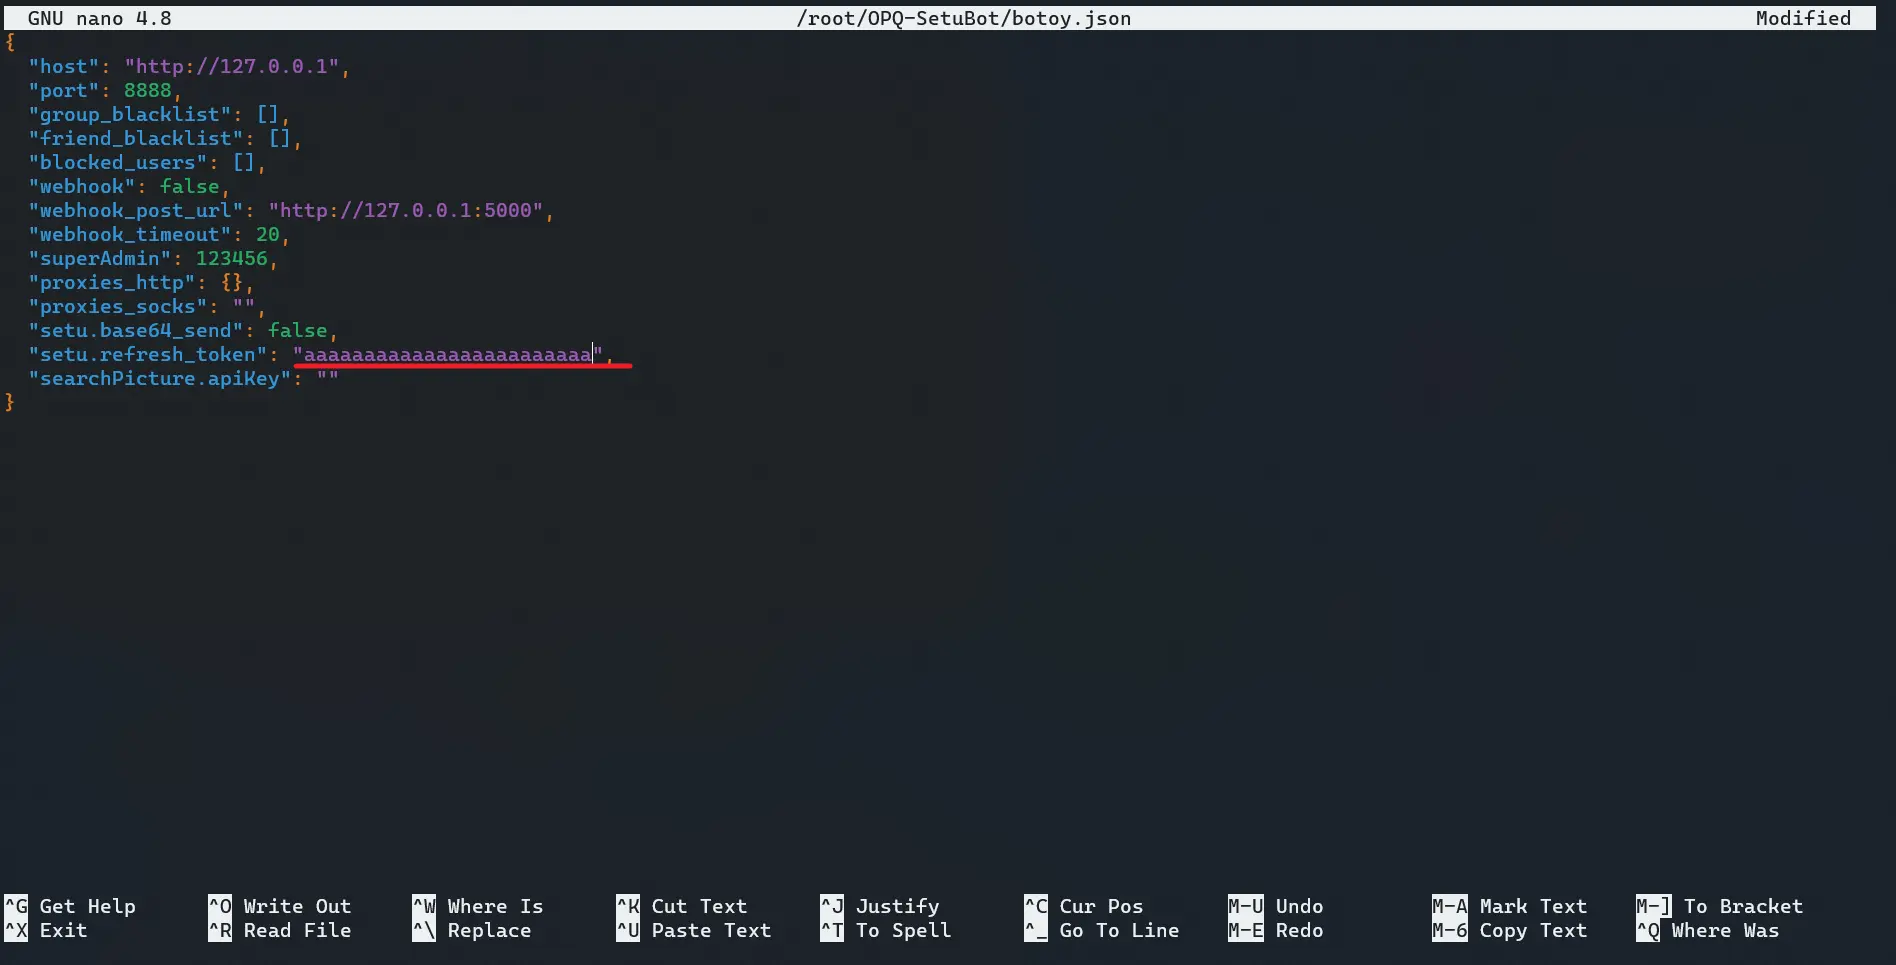 GNU nano 4.8 /root/OPQ-SetuBot/botoy.json Modified
{
"host": "http://127.0.0.1",
"port": 8888,
"group_blacklist": [],
"friend_blacklist": [],
"blocked_users": [],
"webhook": false,
"webhook_post_url": "http://127.0.0.1:5000",
"webhook_timeout": 20,
"superAdmin": 123456,
"proxies_http": {},
"proxies_socks": "",
"setu.base64_send": false,
"setu.refresh_token": "aaaaaaaaaaaaaaaaaaaaaaaa",
"searchPicture.apiKey": ""
}
^G Get Help ^O Write Out ^W Where Is ^K Cut Text ^J Justify ^C Cur Pos M-U Undo M-A Mark Text M-] To Bracket
^X Exit ^R Read File ^\ Replace ^U Paste Text ^T To Spell ^_ Go To Line M-E Redo M-6 Copy Text ^Q Where Was